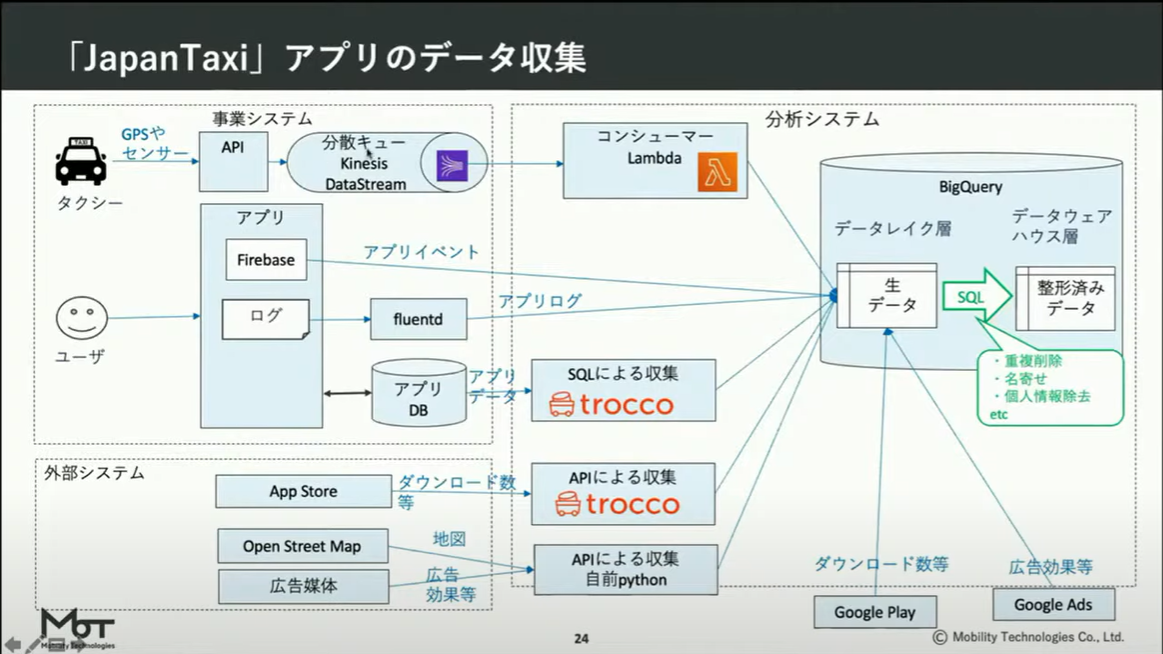 「JapanTaxi」アプリのデータ収集
事業システム
TAXI
タクシー
GPSや
センサー
API
分散キュー
Kinesis
DataStream
アプリ
Firebase
ログ
アプリイベント
fluentd
アプリログ
ユーザ
アプリ
DB
アプリ
データ
外部システム
App Store
ダウンロード数
等
Open Street Map
地図
広告媒体
広告
効果等
分析システム
コンシューマー
Lambda
SQLによる収集
trocco
APIによる収集
trocco
APIによる収集
自前python
BigQuery
データレイク層
データウェア
ハウス層
生
データ
SQL
整形済み
データ
・重複削除
・名寄せ
・個人情報除去
etc
ダウンロード数等
広告効果等
Google Play
Google Ads
MoT
Mobility Technologies
24
© Mobility Technologies Co., Ltd.